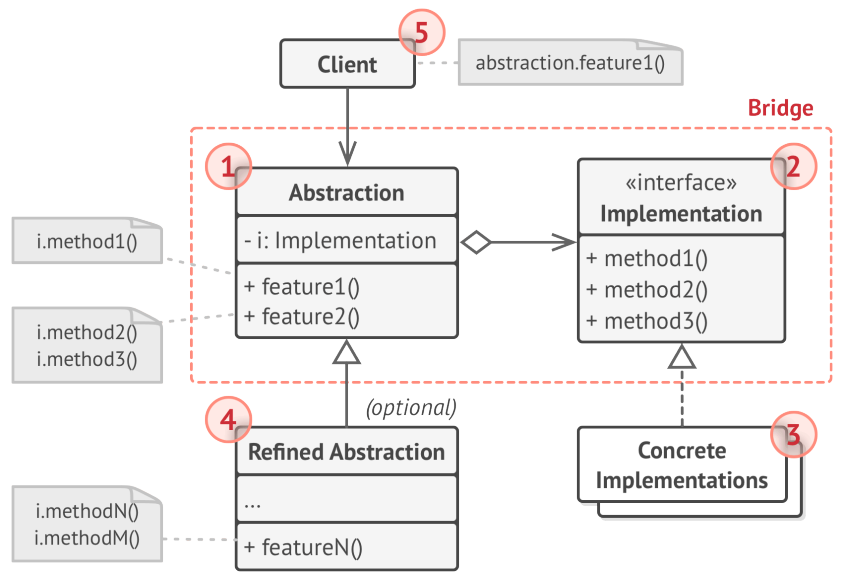 5
Client
abstraction.feature1()
Bridge
1
Abstraction
- i: Implementation
+ feature1()
+ feature2()
2
«interface»
Implementation
+ method1()
+ method2()
+ method3()
i.method1()
i.method2()
i.method3()
(optional)
4
Refined Abstraction
...
+ featureN()
3
Concrete
Implementations
i.methodN()
i.methodM()